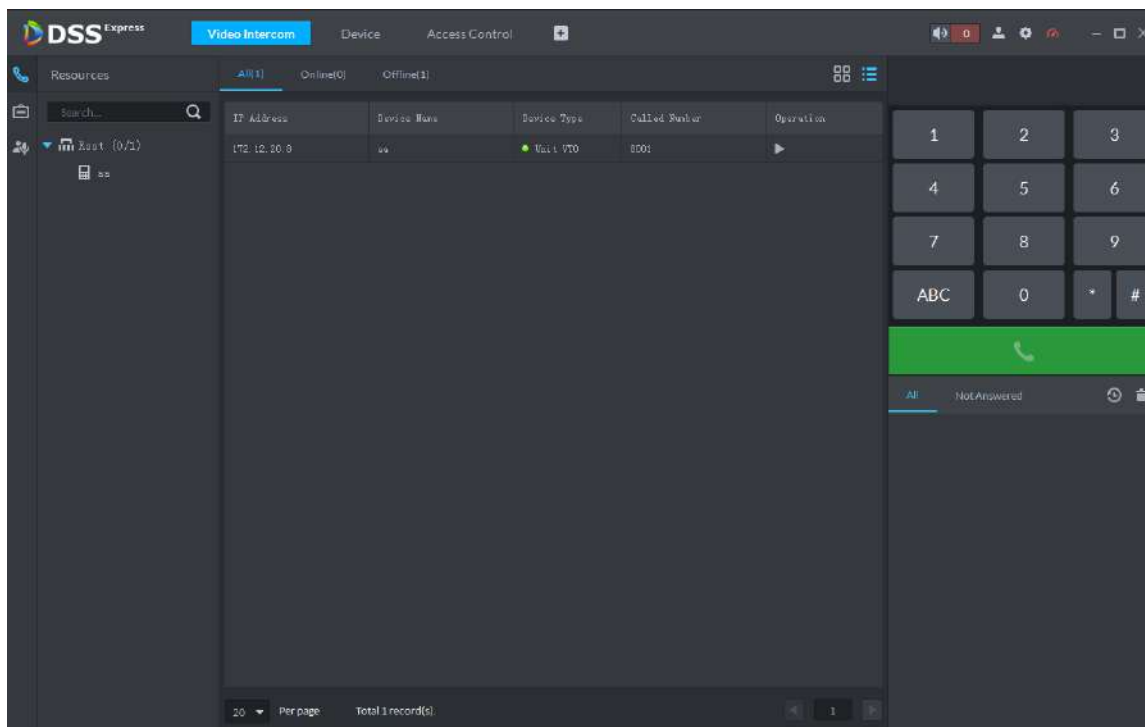 DSS Express
Video Intercom Device Access Control
0
Resources
All(1) Online(0) Offline(1)
Search...
IP Address Device Name Device Type Called Number Operation
Root (0/1)
172.12.20.8 ss Unit VTO 8001
ss
1 2 3
4 5 6
7 8 9
ABC 0 * #
All Not Answered
20 Per page Total 1 record(s).
1